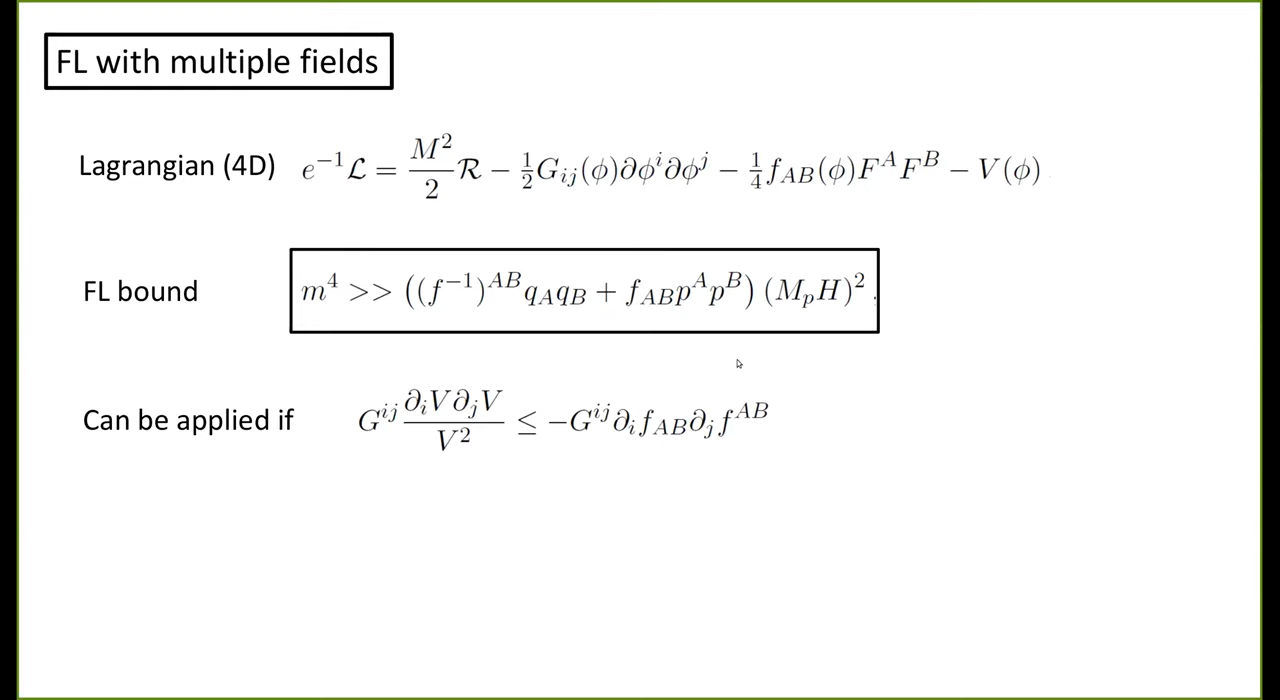 FL with multiple fields
Lagrangian (4D) $e^{-1}\mathcal{L} = \frac{M^2}{2}\mathcal{R} - \frac{1}{2}G_{ij}(\phi)\partial\phi^i\partial\phi^j - \frac{1}{4}f_{AB}(\phi)F^AF^B - V(\phi)$
FL bound $m^4 >> \left((f^{-1})^{AB}q_Aq_B + f_{AB}p^Ap^B\right)(M_pH)^2$.
Can be applied if $G^{ij}\frac{\partial_iV\partial_jV}{V^2} \leq -G^{ij}\partial_if_{AB}\partial_jf^{AB}$